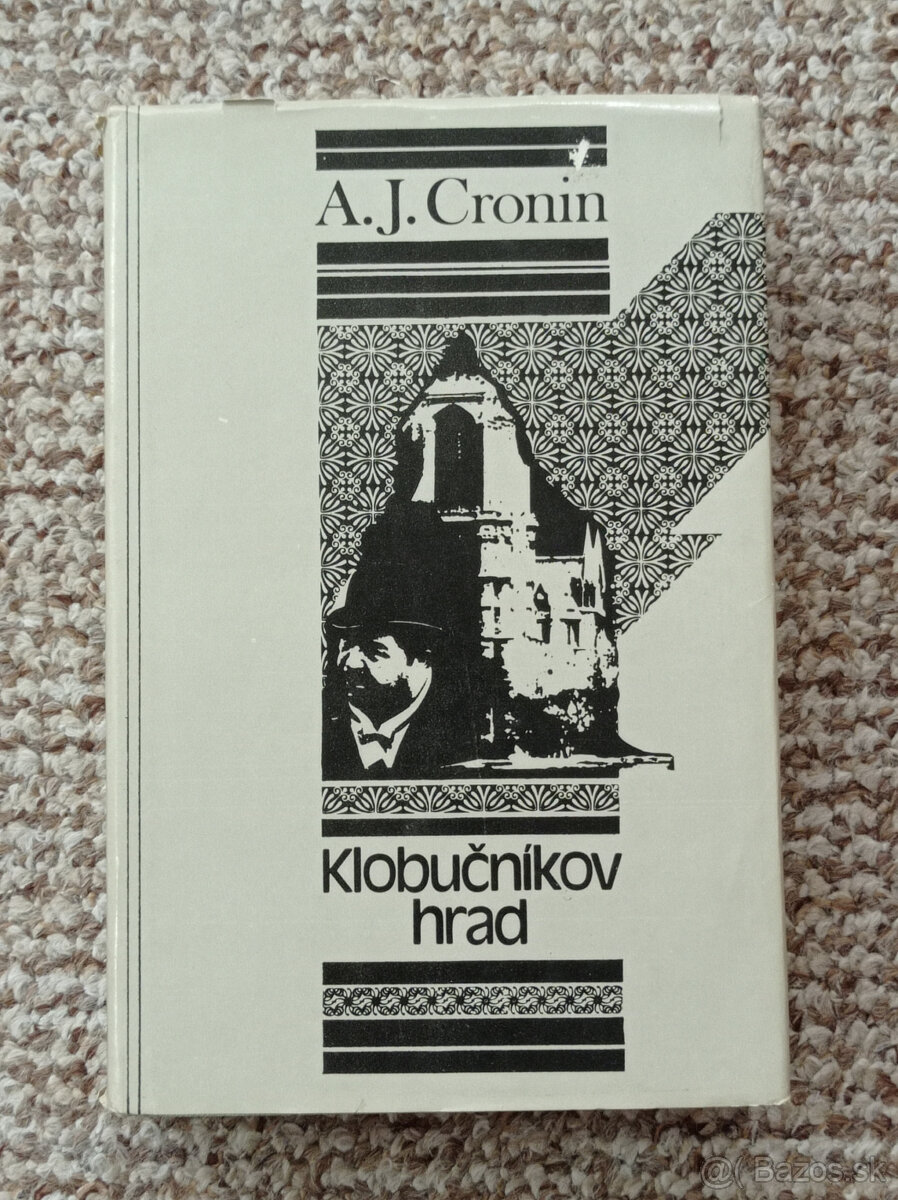 A. J. Cronin
Klobučníkov
hrad
@( Bazos.sk